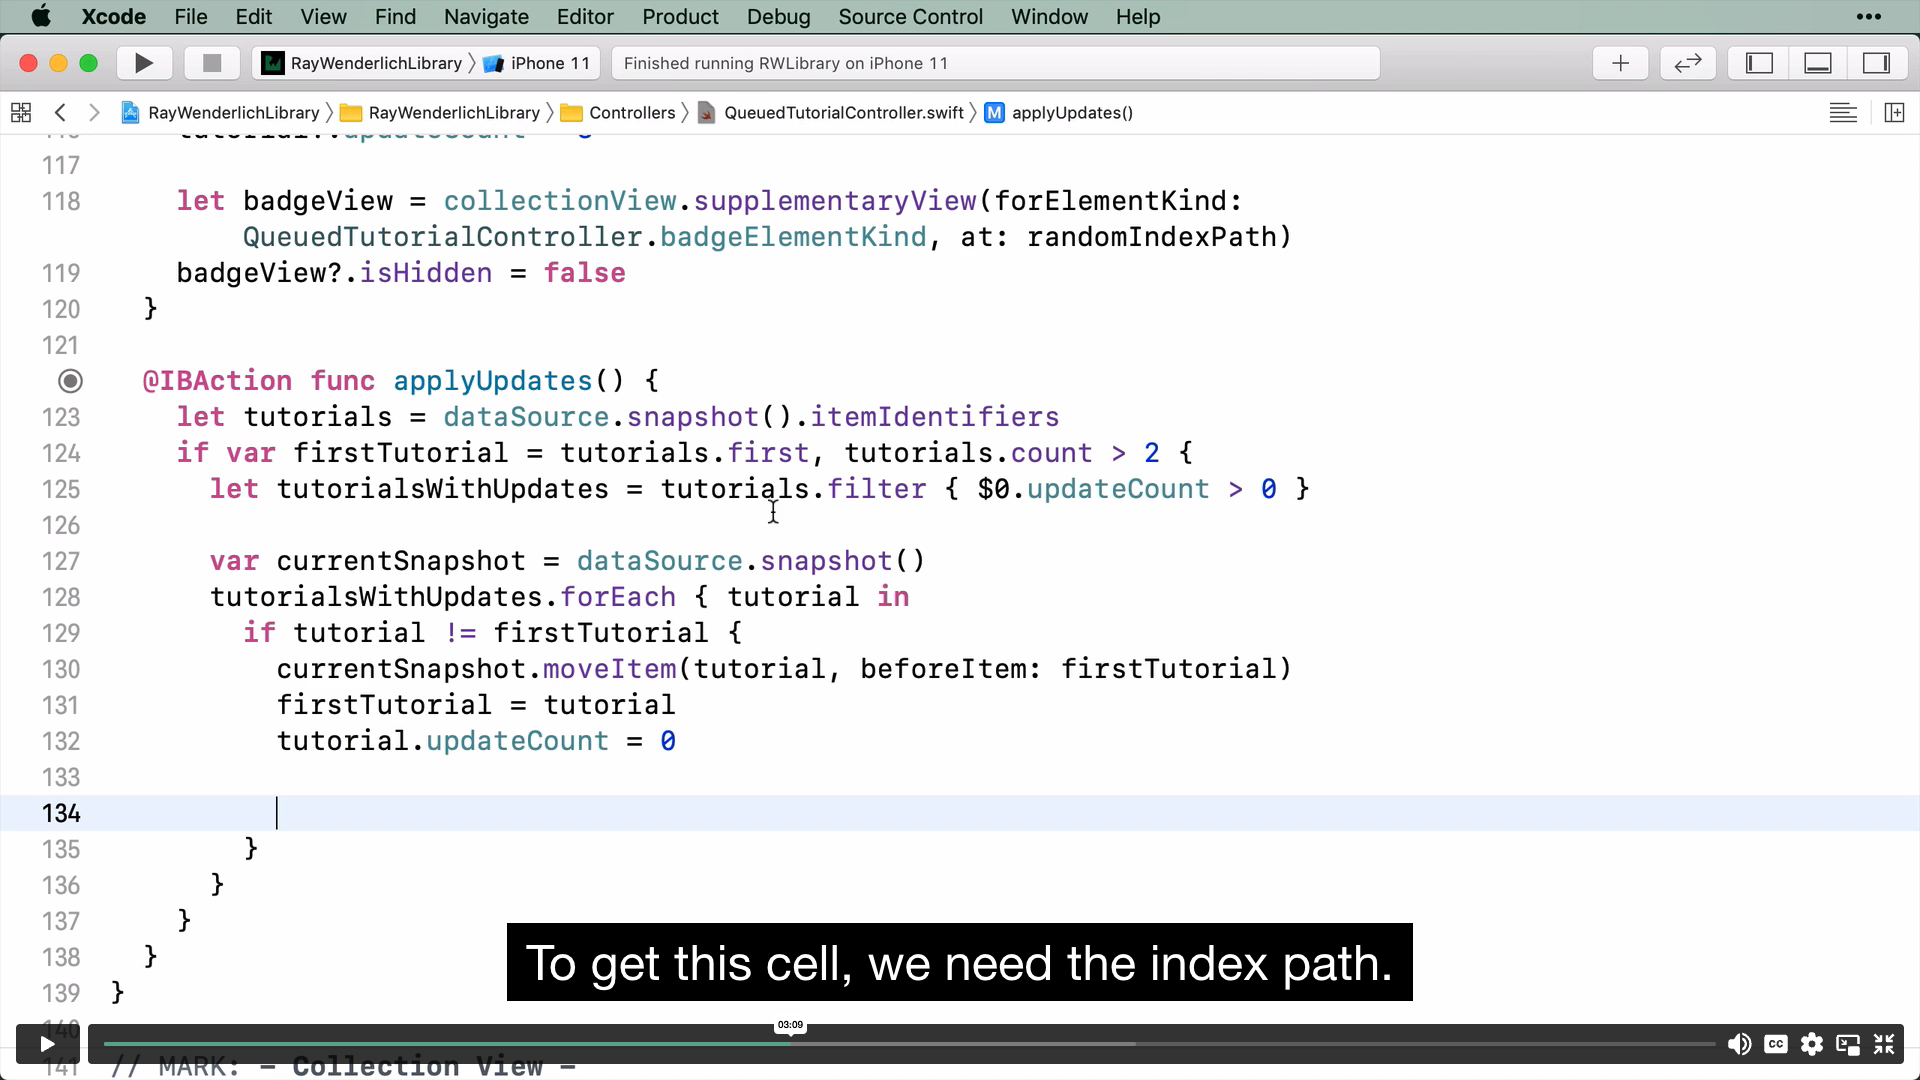 Xcode File Edit View Find Navigate Editor Product Debug Source Control Window Help
RayWenderlichLibrary iPhone 11 Finished running RWLibrary on iPhone 11
RayWenderlichLibrary RayWenderlichLibrary Controllers QueuedTutorialController.swift M applyUpdates()
117
118 let badgeView = collectionView.supplementaryView(forElementKind:
QueuedTutorialController.badgeElementKind, at: randomIndexPath)
119 badgeView?.isHidden = false
120 }
121
@IBAction func applyUpdates() {
123 let tutorials = dataSource.snapshot().itemIdentifiers
124 if var firstTutorial = tutorials.first, tutorials.count > 2 {
125 let tutorialsWithUpdates = tutorials.filter { $0.updateCount > 0 }
126
127 var currentSnapshot = dataSource.snapshot()
128 tutorialsWithUpdates.forEach { tutorial in
129 if tutorial != firstTutorial {
130 currentSnapshot.moveItem(tutorial, beforeItem: firstTutorial)
131 firstTutorial = tutorial
132 tutorial.updateCount = 0
133
134
135 }
136 }
137 }
138 }
139 }
To get this cell, we need the index path.
140
03:09
CC
141 // MARK: - Collection View -